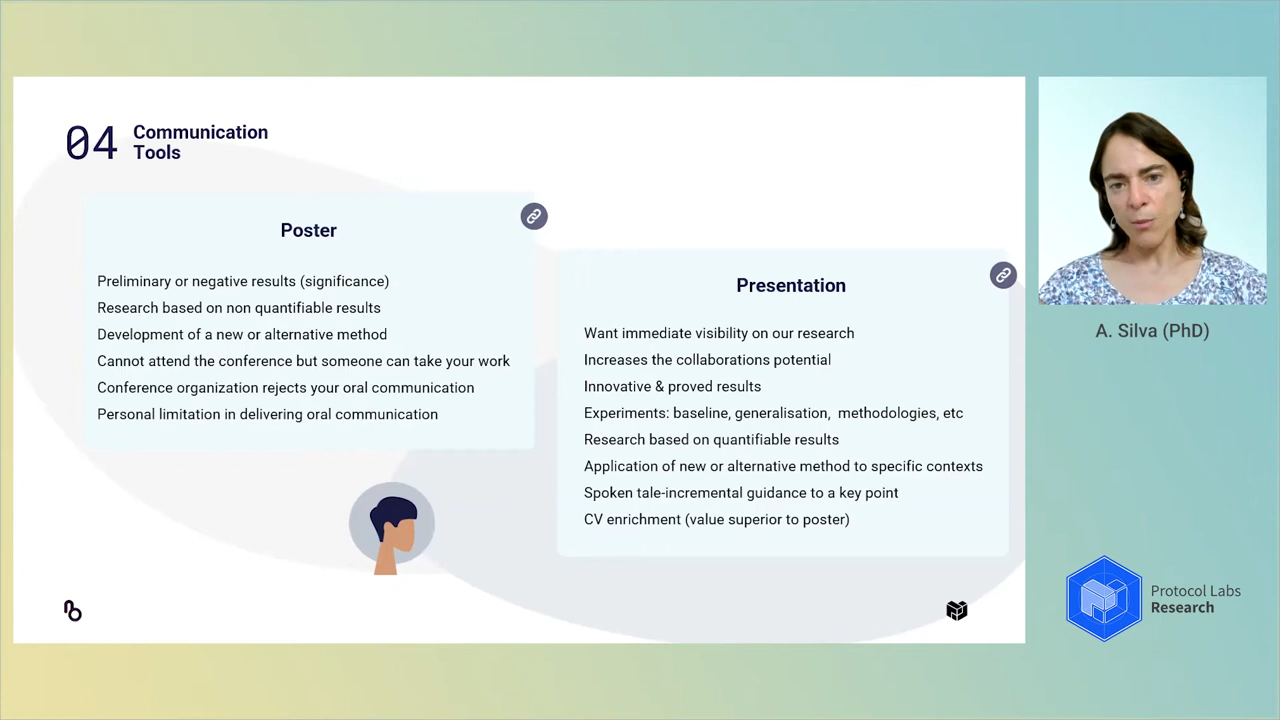 04
Communication
Tools
Poster
Preliminary or negative results (significance)
Research based on non quantifiable results
Development of a new or alternative method
Cannot attend the conference but someone can take your work
Conference organization rejects your oral communication
Personal limitation in delivering oral communication
Presentation
Want immediate visibility on our research
Increases the collaborations potential
Innovative & proved results
Experiments: baseline, generalisation, methodologies, etc
Research based on quantifiable results
Application of new or alternative method to specific contexts
Spoken tale-incremental guidance to a key point
CV enrichment (value superior to poster)
A. Silva (PhD)
Protocol Labs
Research